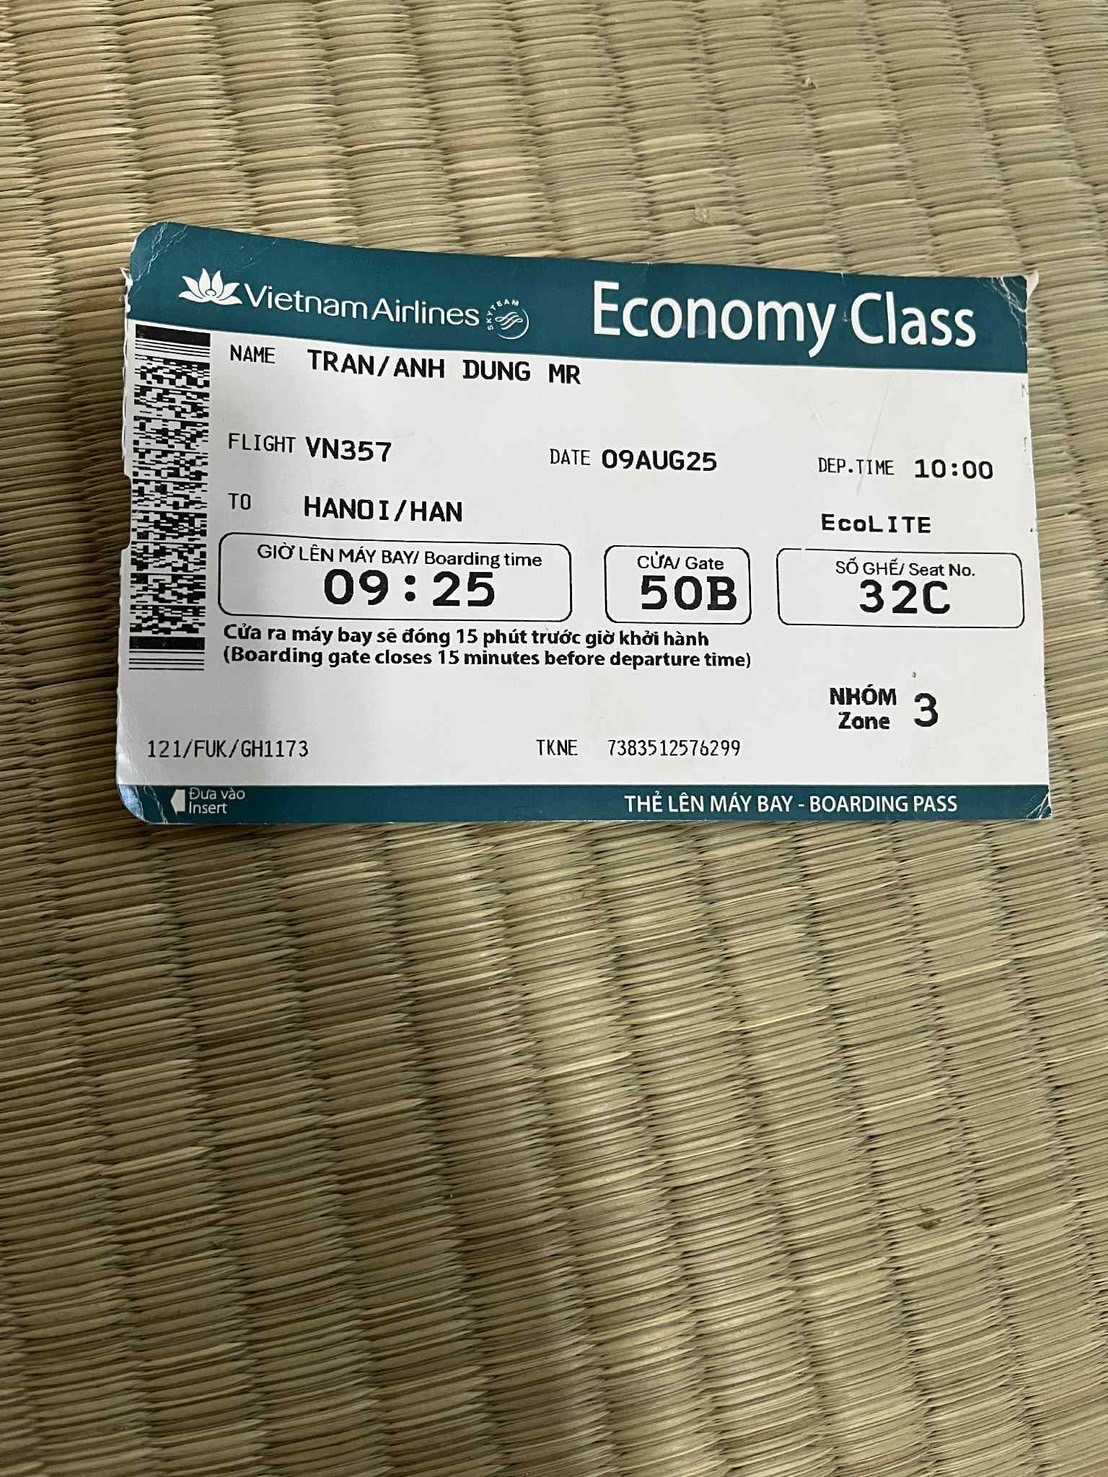 Vietnam Airlines SKYTEAM Economy Class
NAME TRAN/ANH DUNG MR
FLIGHT VN357 DATE 09AUG25 DEP.TIME 10:00
TO HANOI/HAN EcoLITE
GIỜ LÊN MÁY BAY/ Boarding time CỬA/ Gate SỐ GHẾ/ Seat No.
09:25 50B 32C
Cửa ra máy bay sẽ đóng 15 phút trước giờ khởi hành
(Boarding gate closes 15 minutes before departure time)
NHÓM
Zone 3
121/FUK/GH1173 TKNE 7383512576299
Đưa vào
Insert
THẺ LÊN MÁY BAY - BOARDING PASS